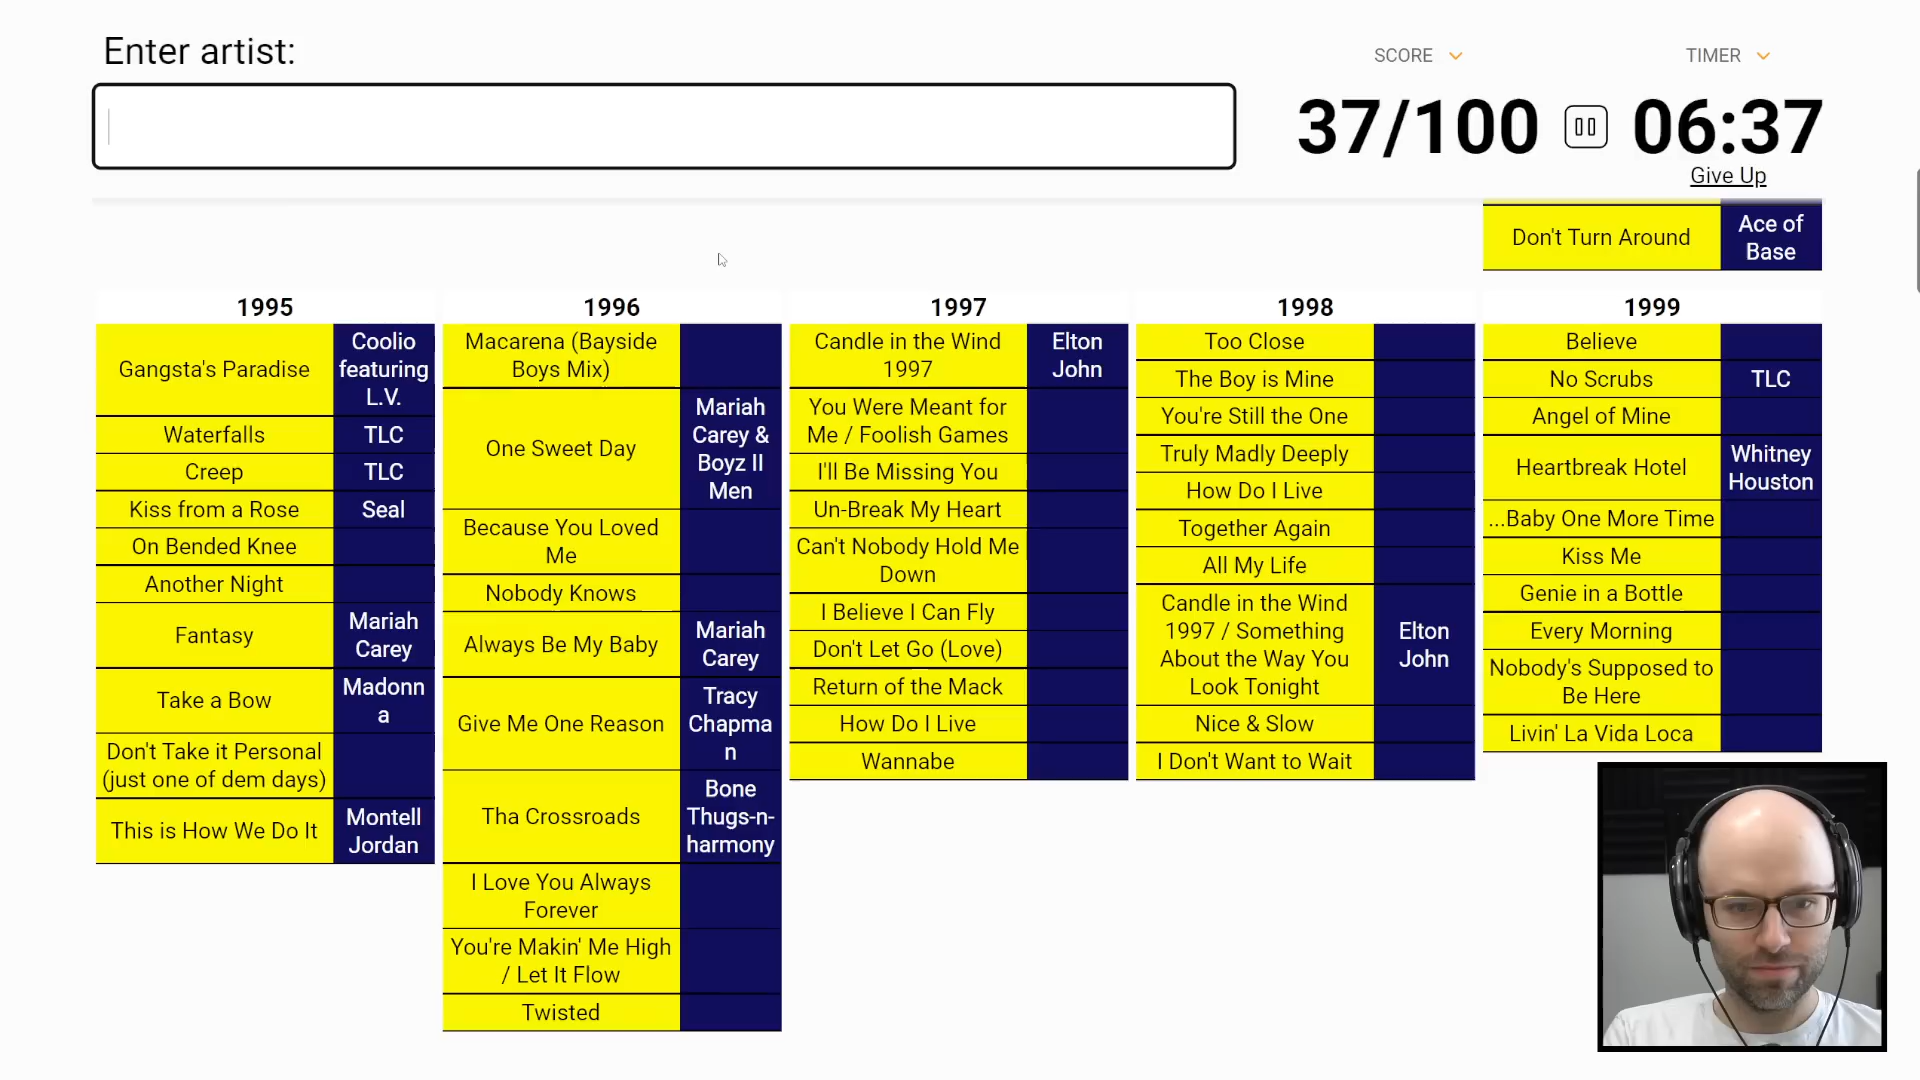 Enter artist:
SCORE
TIMER
37/100
06:37
Give Up
Don't Turn Around
Ace of
Base
1995
Gangsta's Paradise
Coolio
featuring
L.V.
Waterfalls
TLC
Creep
TLC
Kiss from a Rose
Seal
On Bended Knee
Another Night
Fantasy
Mariah
Carey
Take a Bow
Madonn
a
Don't Take it Personal
(just one of dem days)
This is How We Do It
Montell
Jordan
1996
Macarena (Bayside
Boys Mix)
One Sweet Day
Mariah
Carey &
Boyz II
Men
Because You Loved
Me
Nobody Knows
Always Be My Baby
Mariah
Carey
Give Me One Reason
Tracy
Chapma
n
Tha Crossroads
Bone
Thugs-n-
harmony
I Love You Always
Forever
You're Makin' Me High
/ Let It Flow
Twisted
1997
Candle in the Wind
1997
Elton
John
You Were Meant for
Me / Foolish Games
I'll Be Missing You
Un-Break My Heart
Can't Nobody Hold Me
Down
I Believe I Can Fly
Don't Let Go (Love)
Return of the Mack
How Do I Live
Wannabe
1998
Too Close
The Boy is Mine
You're Still the One
Truly Madly Deeply
How Do I Live
Together Again
All My Life
Candle in the Wind
1997 / Something
About the Way You
Look Tonight
Elton
John
Nice & Slow
I Don't Want to Wait
1999
Believe
No Scrubs
TLC
Angel of Mine
Heartbreak Hotel
Whitney
Houston
...Baby One More Time
Kiss Me
Genie in a Bottle
Every Morning
Nobody's Supposed to
Be Here
Livin' La Vida Loca